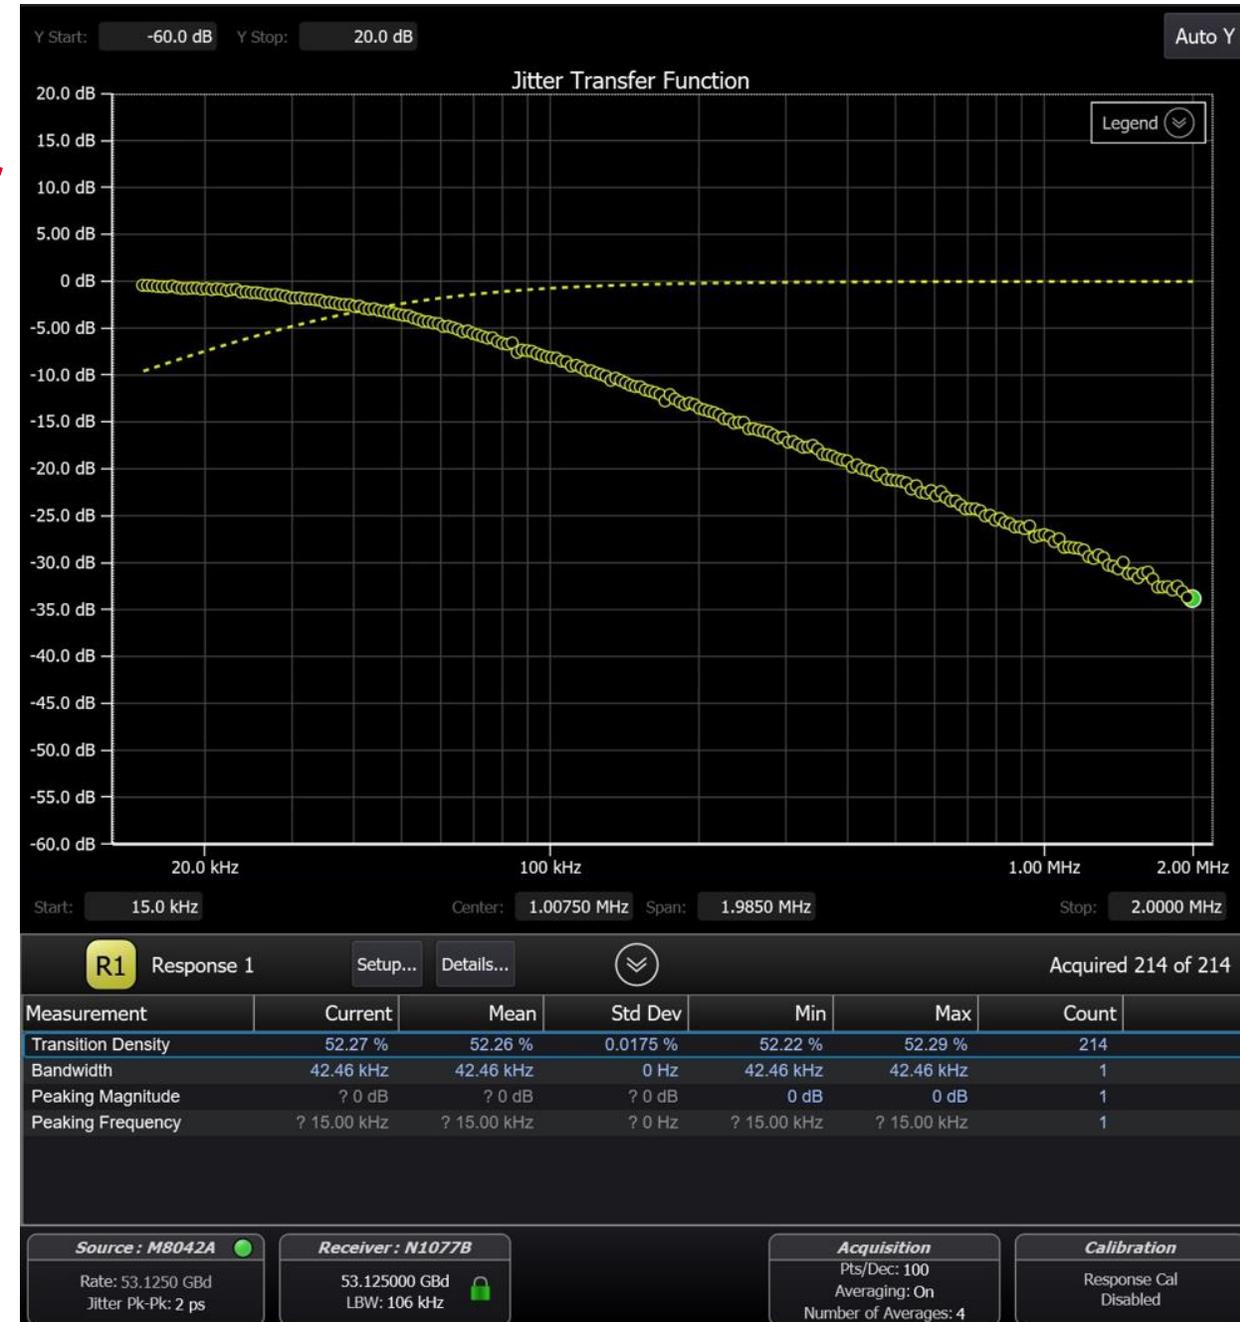 Y Start: -60.0 dB Y Stop: 20.0 dB Auto Y
Jitter Transfer Function
Legend
20.0 dB
15.0 dB
10.0 dB
5.00 dB
0 dB
-5.00 dB
-10.0 dB
-15.0 dB
-20.0 dB
-25.0 dB
-30.0 dB
-35.0 dB
-40.0 dB
-45.0 dB
-50.0 dB
-55.0 dB
-60.0 dB
20.0 kHz 100 kHz 1.00 MHz 2.00 MHz
Start: 15.0 kHz Center: 1.00750 MHz Span: 1.9850 MHz Stop: 2.0000 MHz
R1 Response 1 Setup... Details... Acquired 214 of 214
Measurement Current Mean Std Dev Min Max Count
Transition Density 52.27 % 52.26 % 0.0175 % 52.22 % 52.29 % 214
Bandwidth 42.46 kHz 42.46 kHz 0 Hz 42.46 kHz 42.46 kHz 1
Peaking Magnitude ? 0 dB ? 0 dB ? 0 dB 0 dB 0 dB 1
Peaking Frequency ? 15.00 kHz ? 15.00 kHz ? 0 Hz ? 15.00 kHz ? 15.00 kHz 1
Source : M8042A
Rate: 53.1250 GBd
Jitter Pk-Pk: 2 ps
Receiver : N1077B
53.125000 GBd
LBW: 106 kHz
Acquisition
Pts/Dec: 100
Averaging: On
Number of Averages: 4
Calibration
Response Cal
Disabled